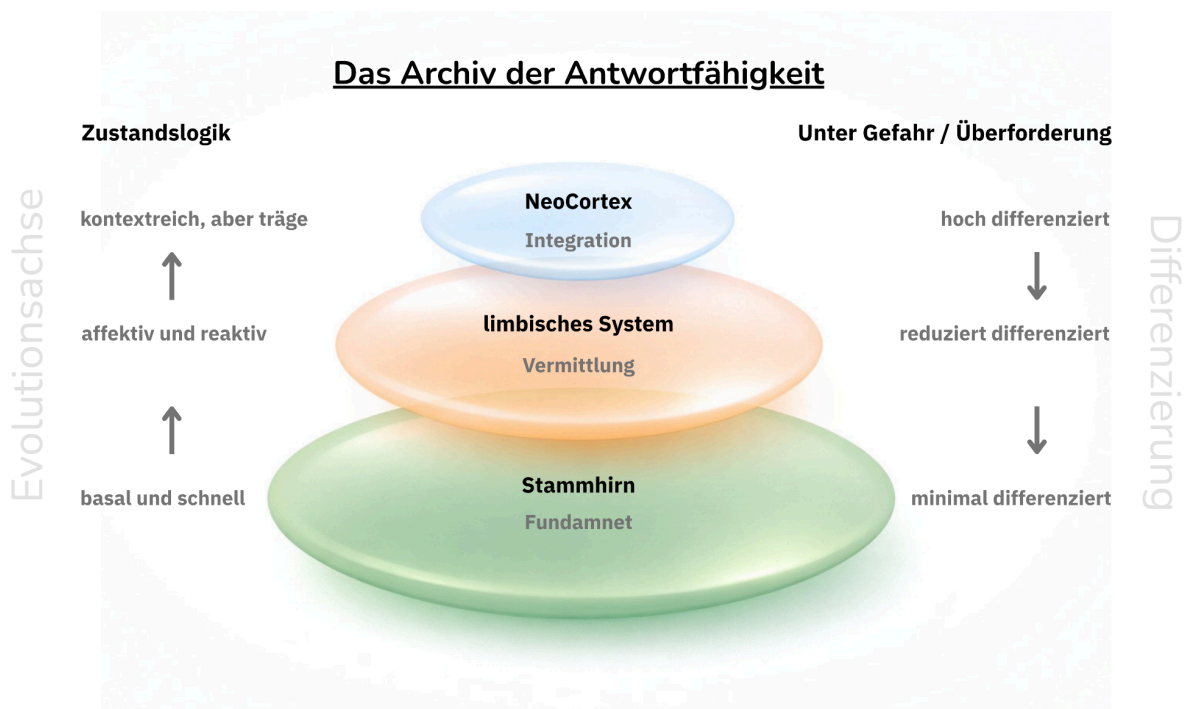 Das Archiv der Antwortfähigkeit
Zustandslogik
Unter Gefahr / Überforderung
Evolutionsachse
Differenzierung
kontextreich, aber träge
NeoCortex
Integration
hoch differenziert
affektiv und reaktiv
limbisches System
Vermittlung
reduziert differenziert
basal und schnell
Stammhirn
Fundamnet
minimal differenziert